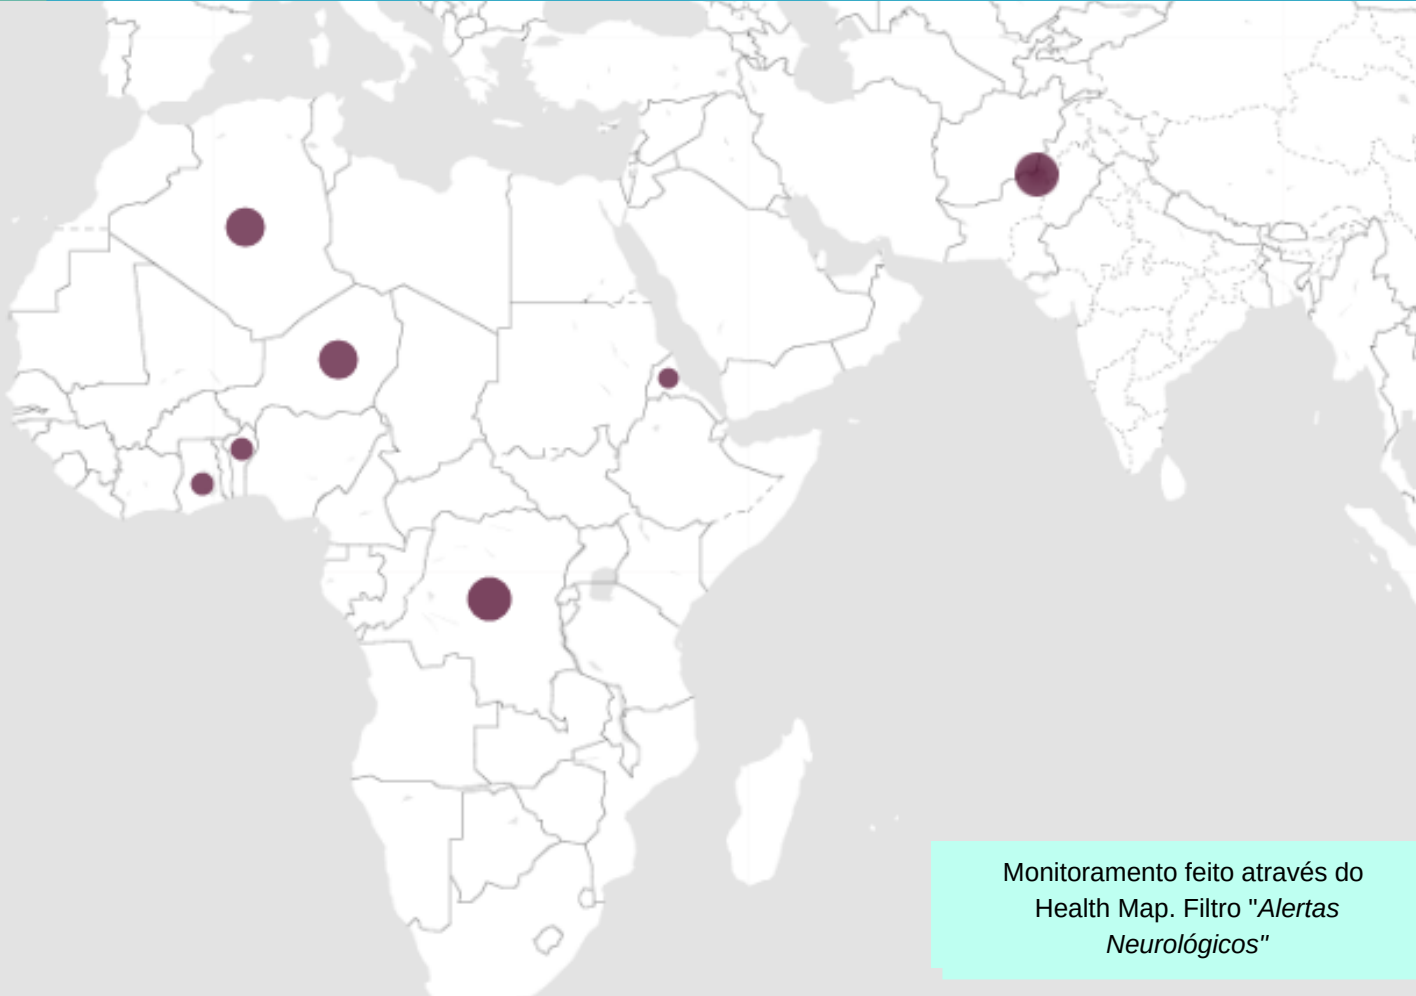 Monitoramento feito através do
Health Map. Filtro "Alertas
Neurológicos"